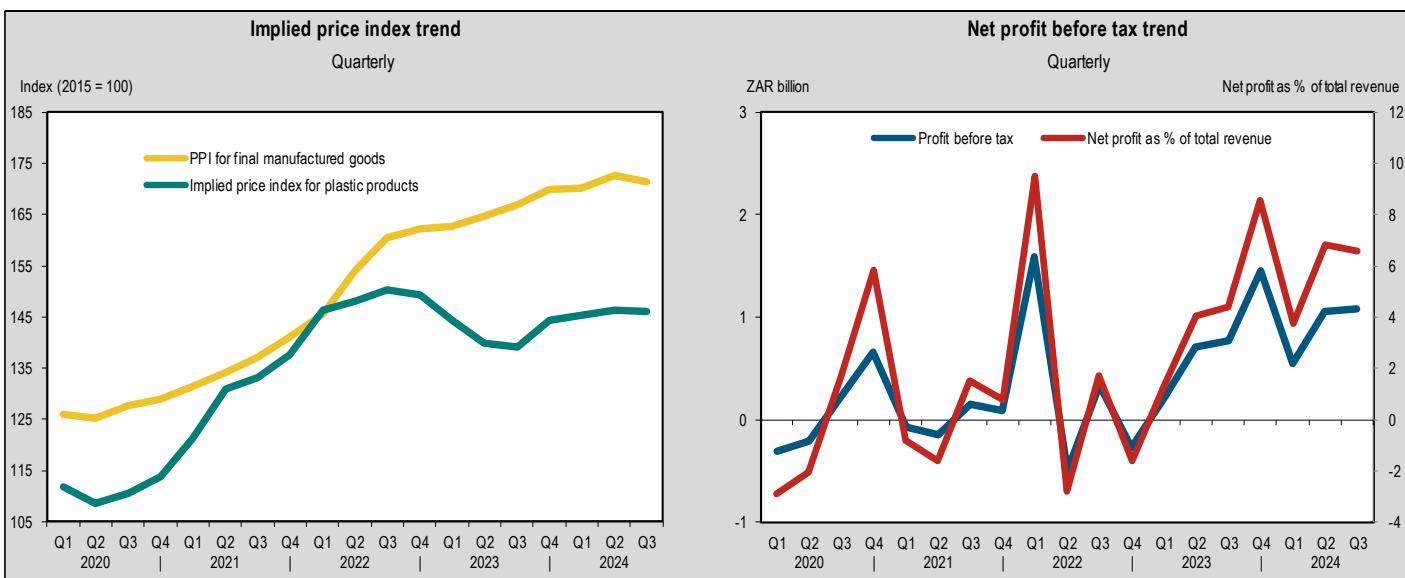 Implied price index trend
Quarterly
Index (2015 = 100)
185
175
165
155
145
135
125
115
105
PPI for final manufactured goods
Implied price index for plastic products
Q1 Q2 Q3 Q4 Q1 Q2 Q3 Q4 Q1 Q2 Q3 Q4 Q1 Q2 Q3 Q4 Q1 Q2 Q3
2020 | 2021 | 2022 | 2023 | 2024
Net profit before tax trend
Quarterly
ZAR billion
Net profit as % of total revenue
3
2
1
0
-1
Profit before tax
Net profit as % of total revenue
12
10
8
6
4
2
0
-2
-4
Q1 Q2 Q3 Q4 Q1 Q2 Q3 Q4 Q1 Q2 Q3 Q4 Q1 Q2 Q3 Q4 Q1 Q2 Q3
2020 | 2021 | 2022 | 2023 | 2024